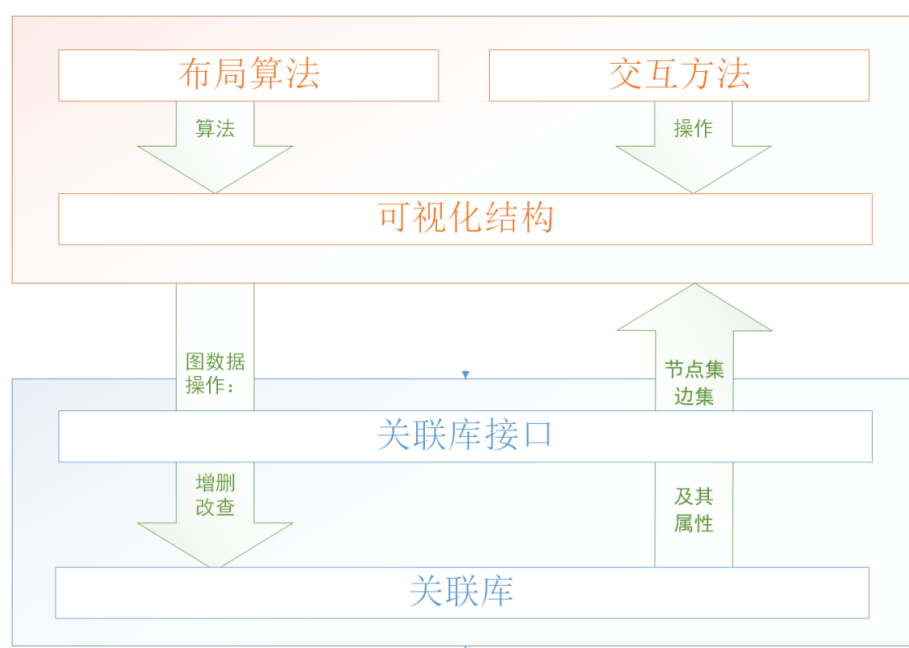 布局算法
交互方法
算法
操作
可视化结构
图数据
操作：
节点集
边集
关联库接口
增删
改查
及其
属性
关联库